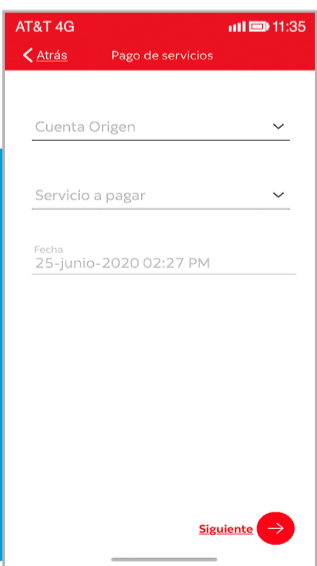 AT&T 4G 11:35
Atrás Pago de servicios
Cuenta Origen
Servicio a pagar
Fecha
25-junio-2020 02:27 PM
Siguiente